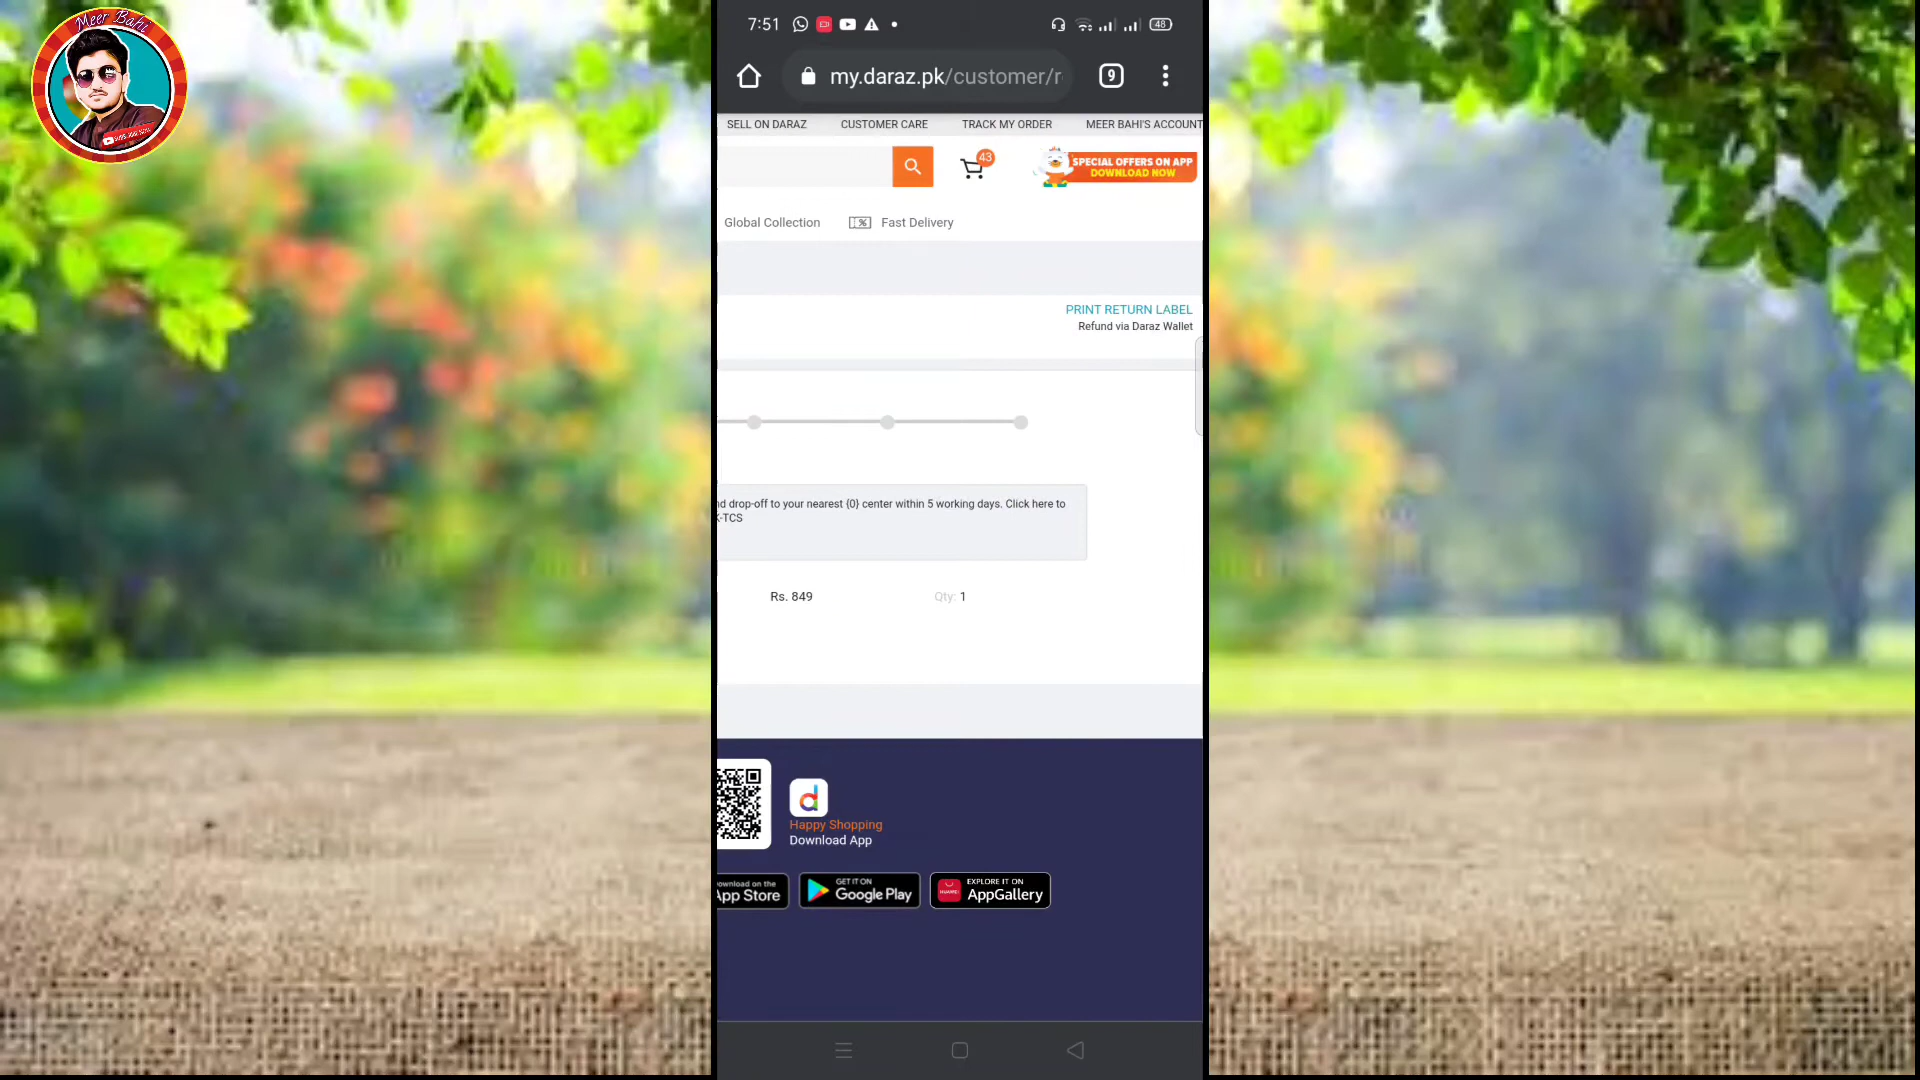 Meer Bahi
7:51
48
my.daraz.pk/customer/r
9
SELL ON DARAZ CUSTOMER CARE TRACK MY ORDER MEER BAHI'S ACCOUNT
43
SPECIAL OFFERS ON APP
DOWNLOAD NOW
Global Collection Fast Delivery
PRINT RETURN LABEL
Refund via Daraz Wallet
nd drop-off to your nearest {0} center within 5 working days. Click here to
K-TCS
Rs. 849 Qty: 1
d
Happy Shopping
Download App
ownload on the
App Store
GET IT ON
Google Play
EXPLORE IT ON
AppGallery